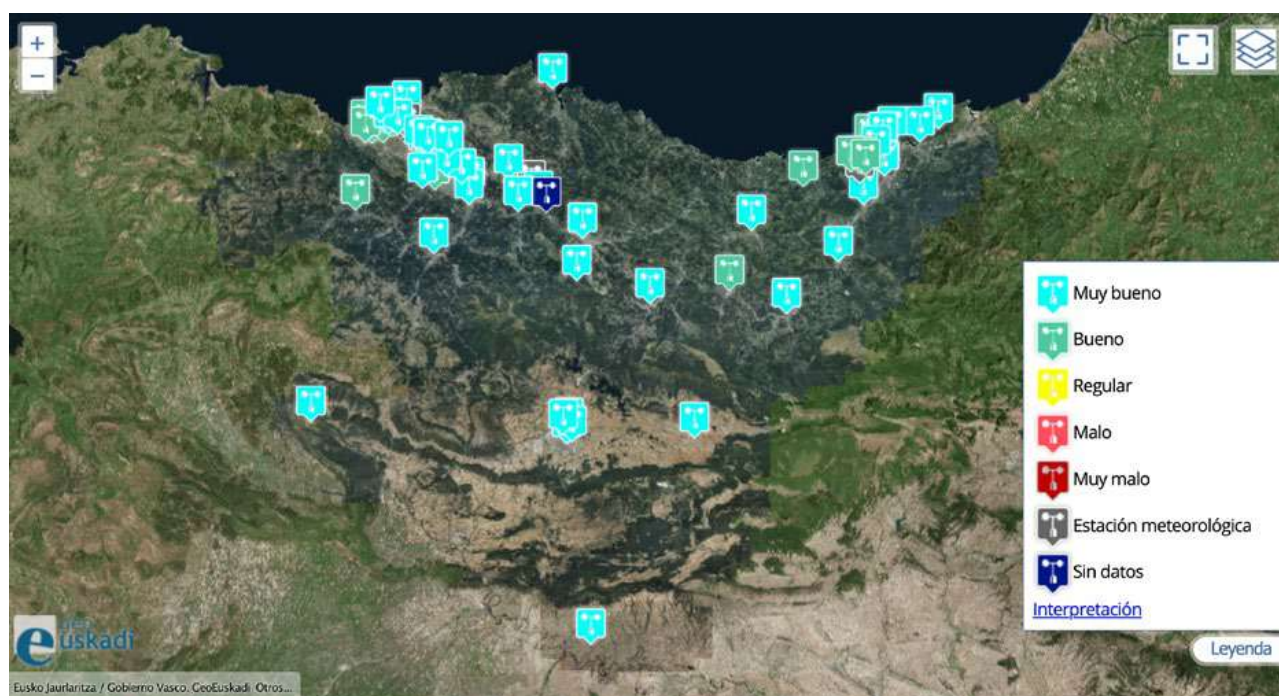 +
−
Muy bueno
Bueno
Regular
Malo
Muy malo
Estación meteorológica
Sin datos
Interpretación
Leyenda
geo
euskadi
Eusko Jaurlaritza / Gobierno Vasco. GeoEuskadi Otros...